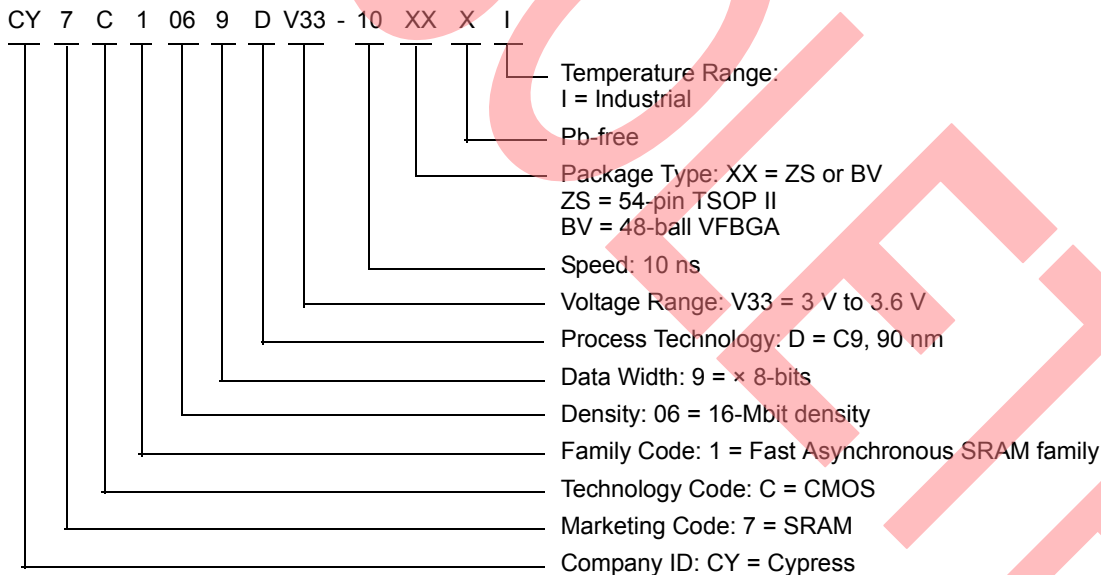 CY 7 C 1 06 9 D V33 - 10 XX X I
Temperature Range:
I = Industrial
Pb-free
Package Type: XX = ZS or BV
ZS = 54-pin TSOP II
BV = 48-ball VFBGA
Speed: 10 ns
Voltage Range: V33 = 3 V to 3.6 V
Process Technology: D = C9, 90 nm
Data Width: 9 = × 8-bits
Density: 06 = 16-Mbit density
Family Code: 1 = Fast Asynchronous SRAM family
Technology Code: C = CMOS
Marketing Code: 7 = SRAM
Company ID: CY = Cypress